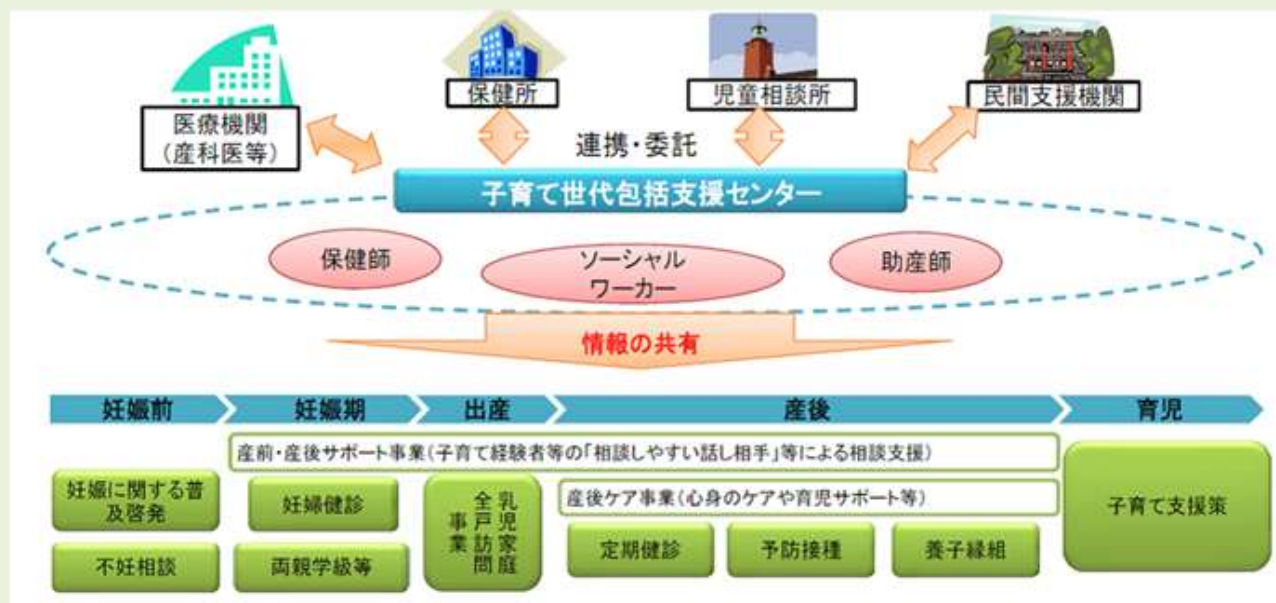 医療機関
(産科医等)
保健所
児童相談所
民間支援機関
連携・委託
子育て世代包括支援センター
保健師
ソーシャル
ワーカー
助産師
情報の共有
妊娠前
妊娠期
出産
産後
育児
産前・産後サポート事業(子育て経験者等の「相談しやすい話し相手」等による相談支援)
妊娠に関する普
及啓発
妊婦健診
乳児家庭
全戸訪問
事業
産後ケア事業(心身のケアや育児サポート等)
子育て支援策
不妊相談
両親学級等
定期健診
予防接種
養子縁組